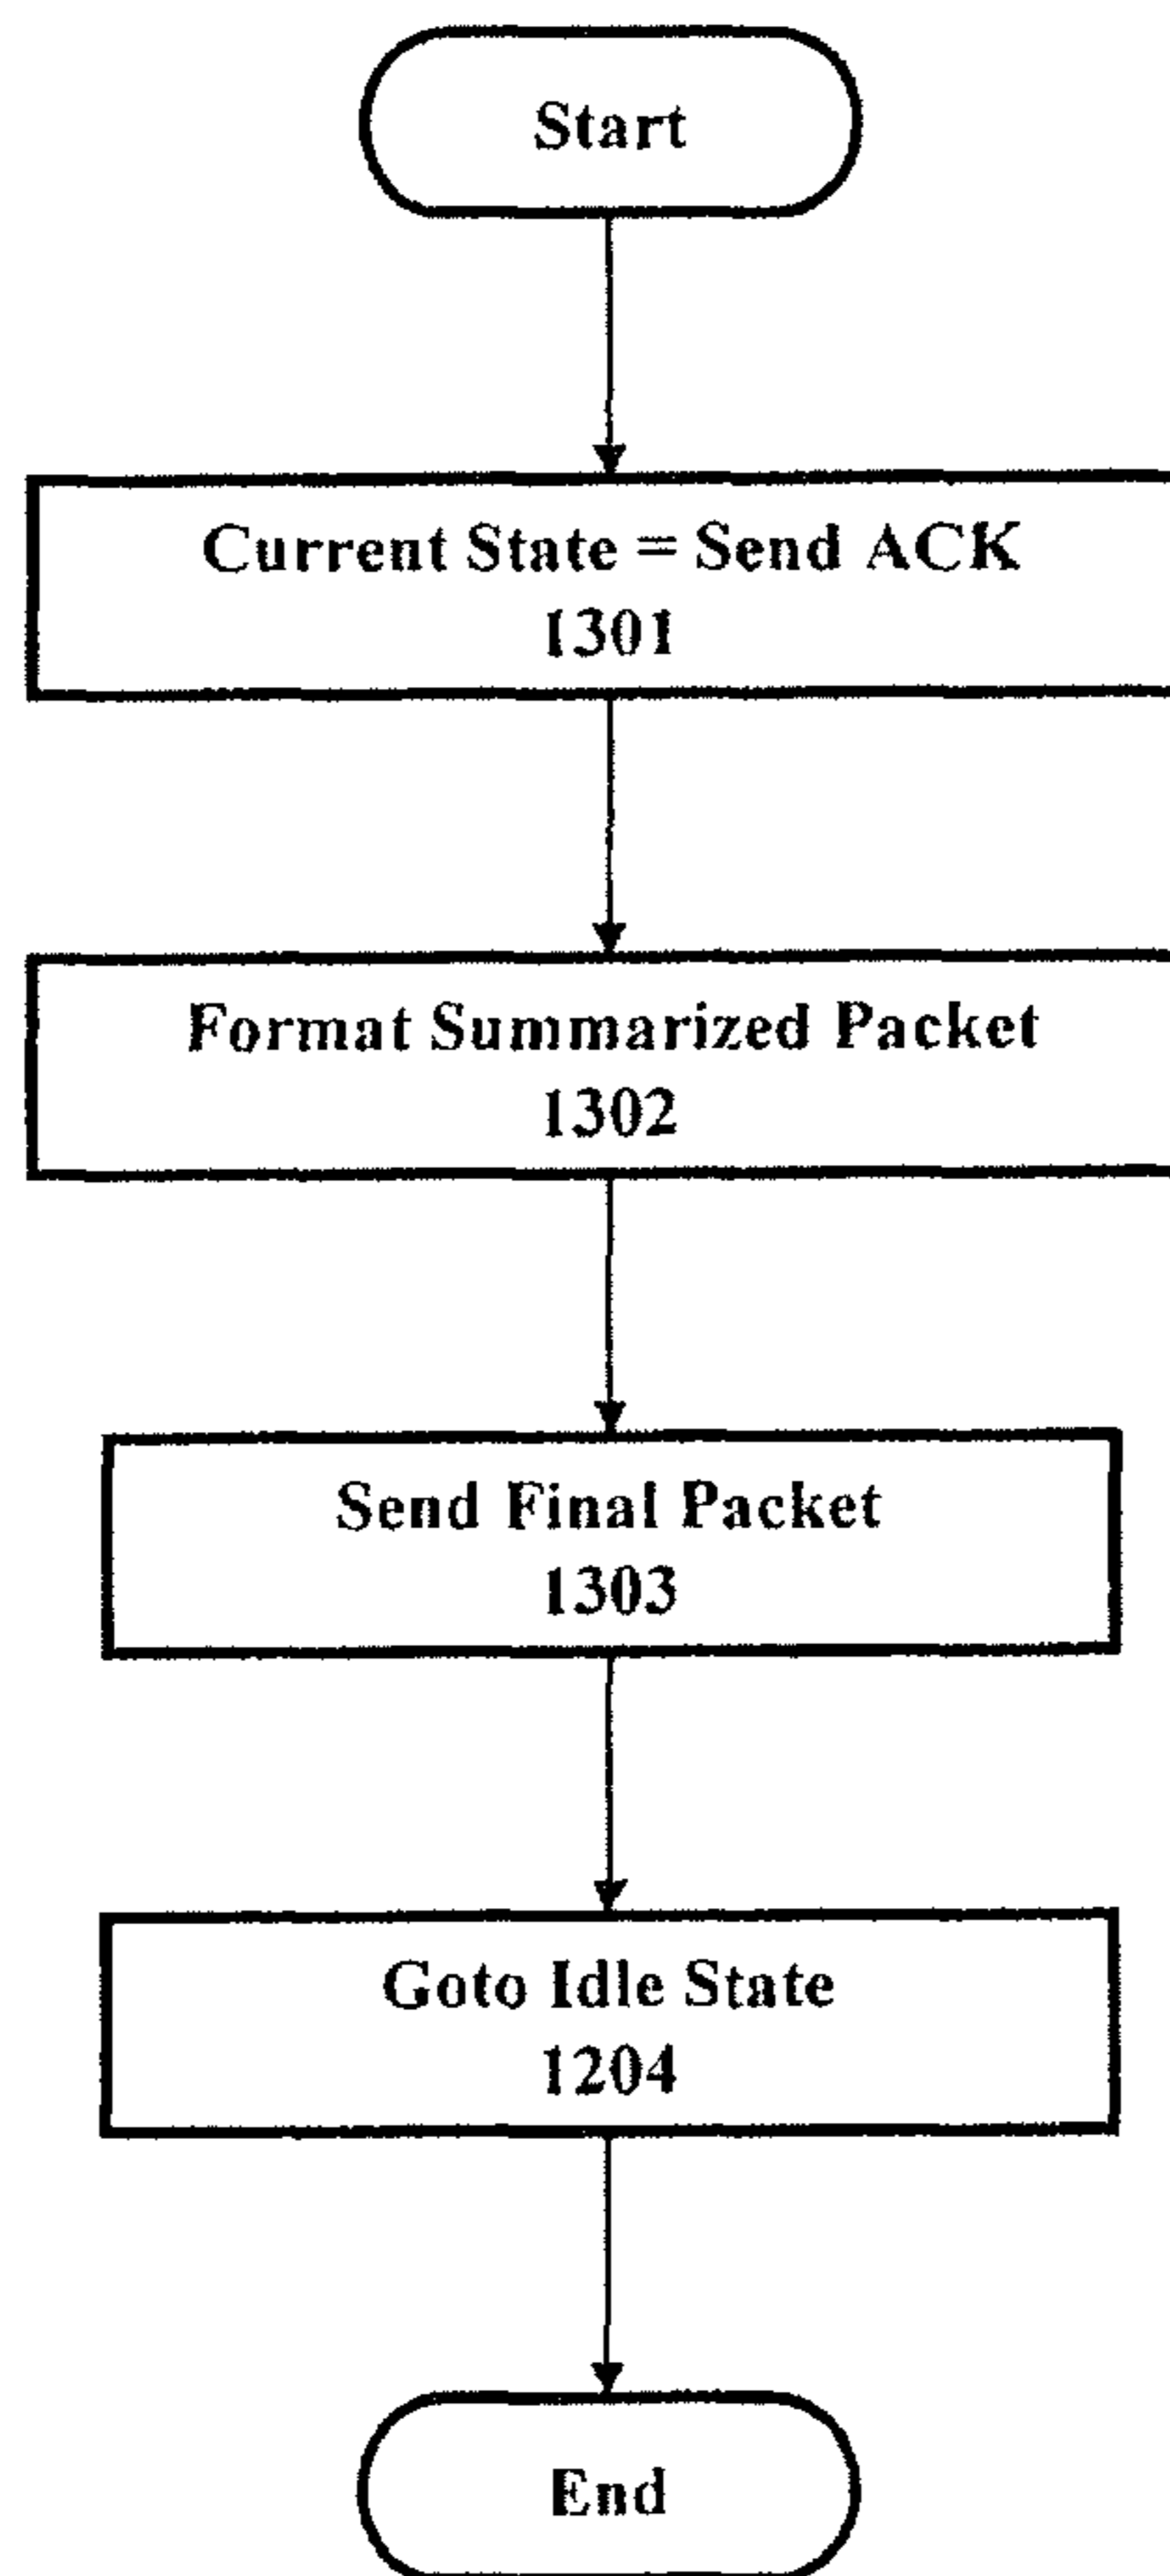 Start
Current State = Send ACK
1301
Format Summarized Packet
1302
Send Final Packet
1303
Goto Idle State
1204
End